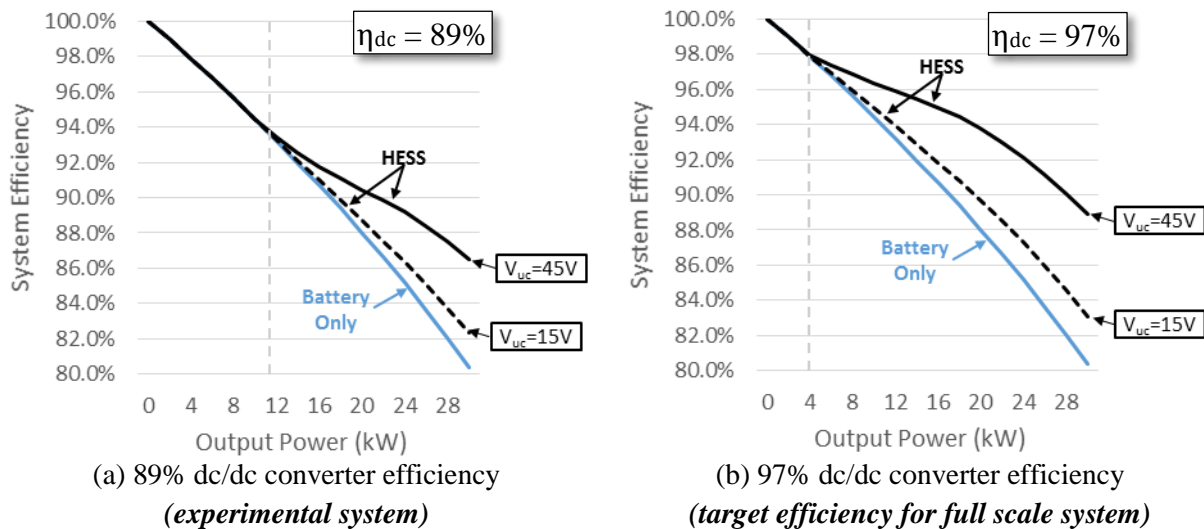 100.0%
98.0%
96.0%
94.0%
92.0%
90.0%
88.0%
86.0%
84.0%
82.0%
80.0%
System Efficiency
ηdc = 89%
HESS
Battery
Only
Vuc=45V
Vuc=15V
0 4 8 12 16 20 24 28
Output Power (kW)
(a) 89% dc/dc converter efficiency
(experimental system)
100.0%
98.0%
96.0%
94.0%
92.0%
90.0%
88.0%
86.0%
84.0%
82.0%
80.0%
System Efficiency
ηdc = 97%
HESS
Battery
Only
Vuc=45V
Vuc=15V
0 4 8 12 16 20 24 28
Output Power (kW)
(b) 97% dc/dc converter efficiency
(target efficiency for full scale system)